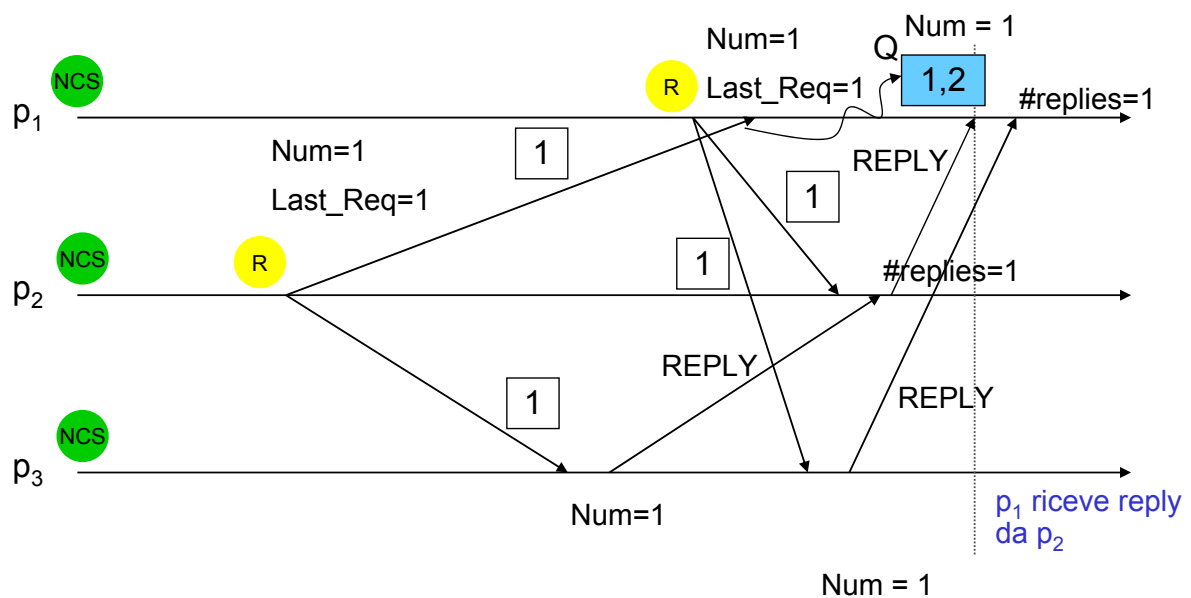 Num = 1
Num=1
Q
NCS
R
Last_Req=1
1,2
#replies=1
p1
1
Num=1
REPLY
Last_Req=1
1
NCS
R
1
#replies=1
p2
REPLY
1
REPLY
NCS
p3
Num=1
p1 riceve reply
da p2
Num = 1